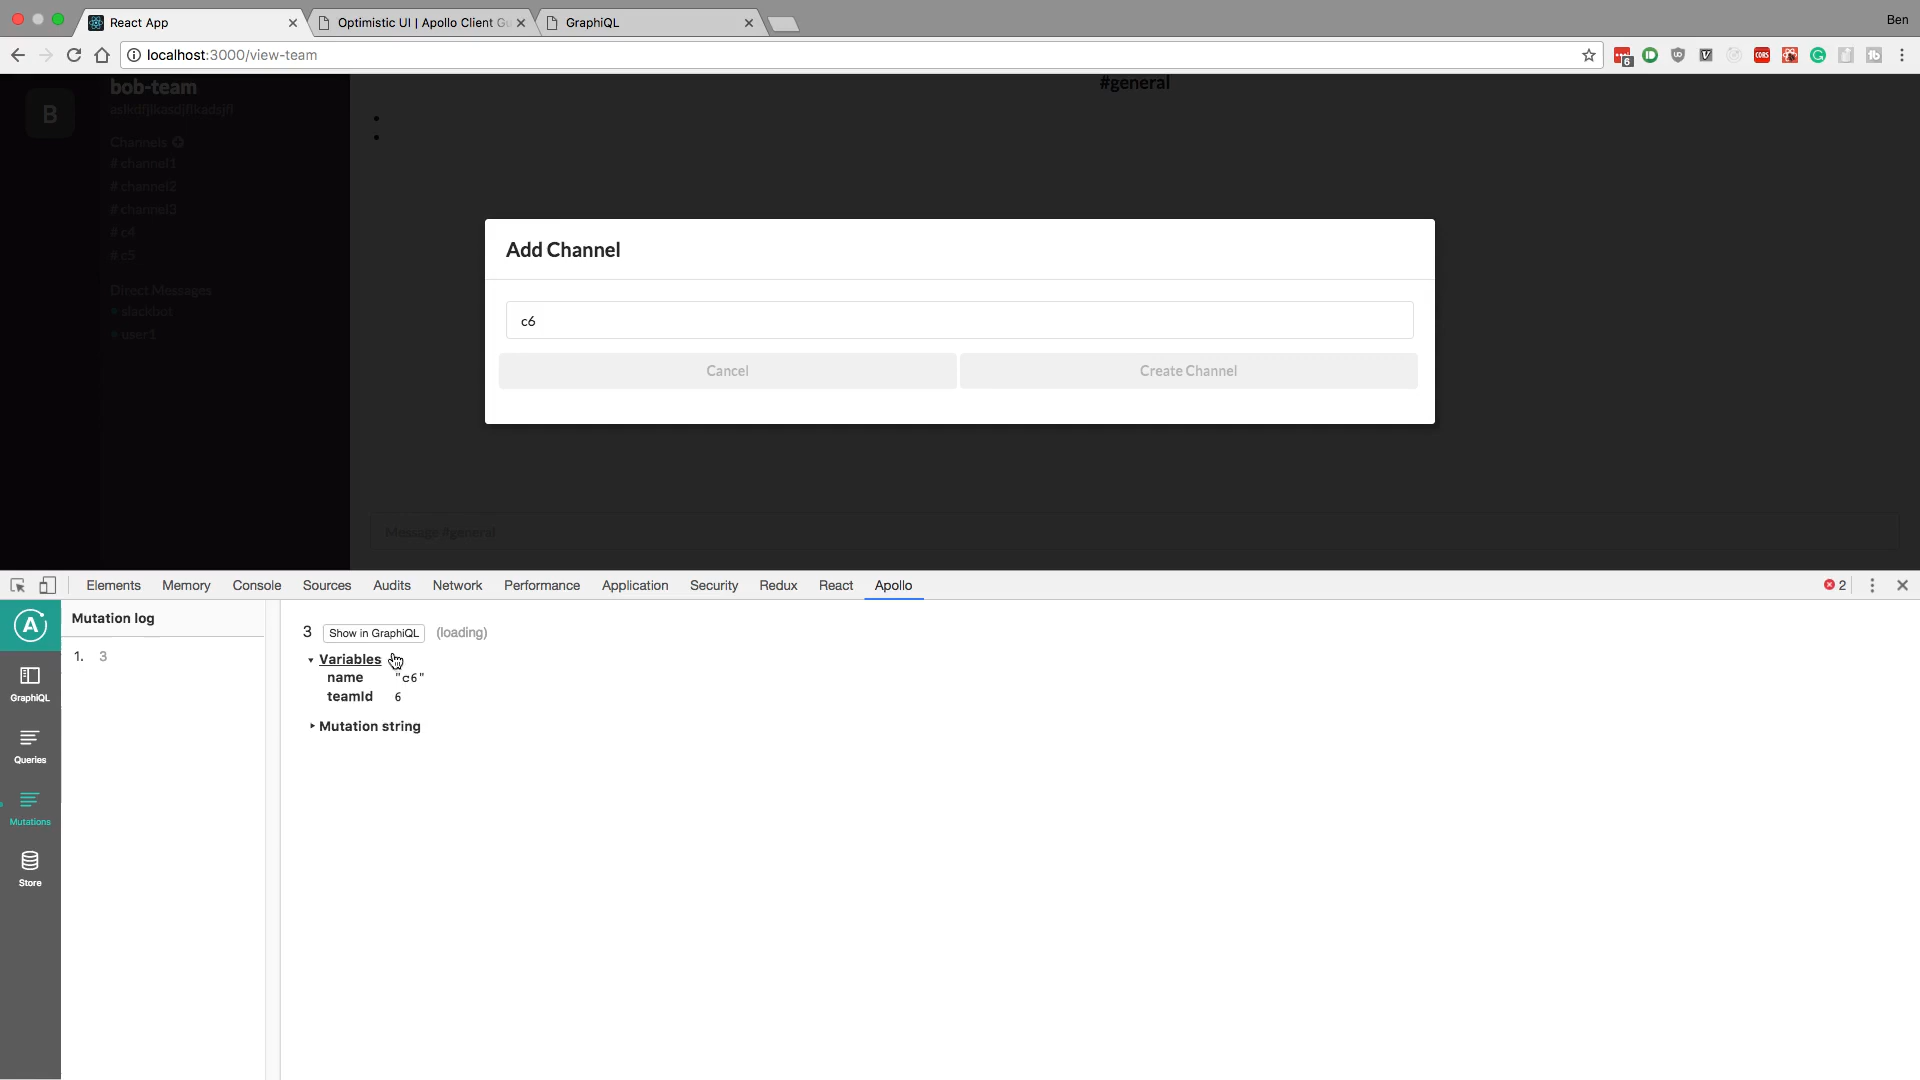 React App
Optimistic UI | Apollo Client Gu
GraphiQL
Ben
localhost:3000/view-team
6
CORS
B
bob-team
Channels
# channel1
# channel2
# channel3
# c4
# c5
Direct Messages
slackbot
user1
#general
Message #general
Add Channel
c6
Cancel
Create Channel
Elements
Memory
Console
Sources
Audits
Network
Performance
Application
Security
Redux
React
Apollo
2
A
GraphiQL
Queries
Mutations
Store
Mutation log
1. 3
3 Show in GraphiQL (loading)
Variables
name "c6"
teamId 6
Mutation string